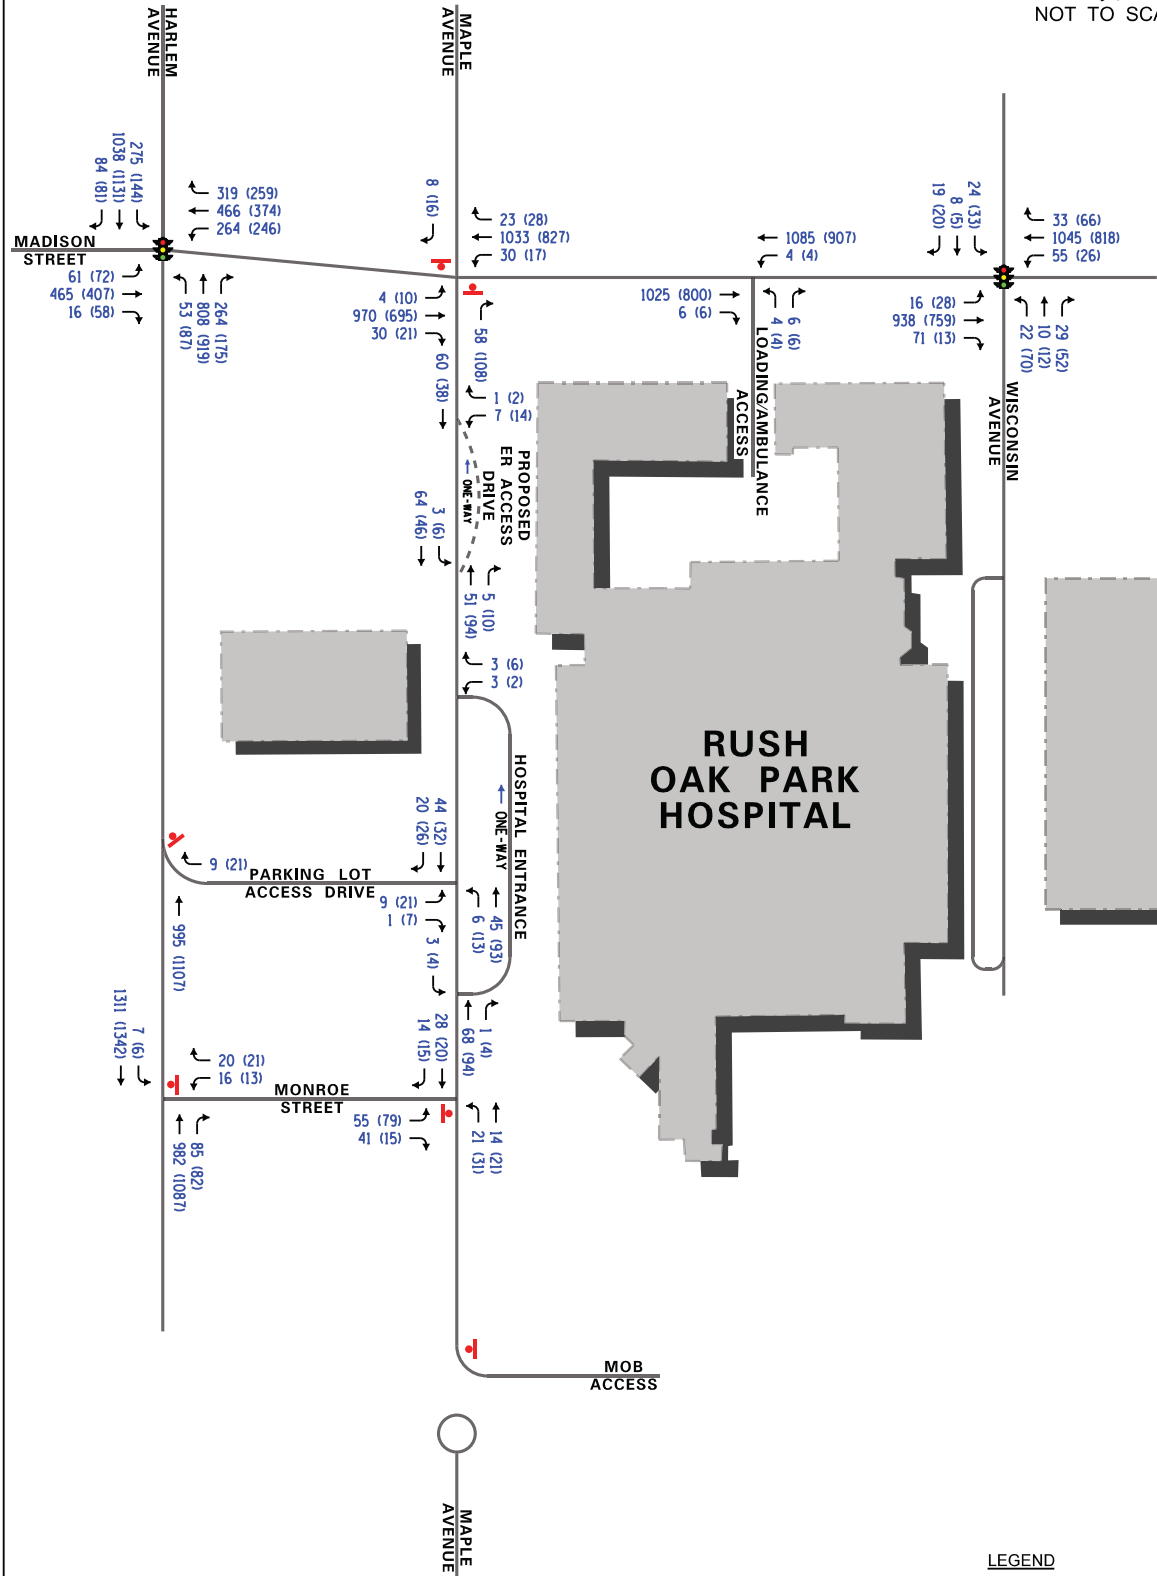 NOT TO SCA
HARLEM
AVENUE
MAPLE
AVENUE
275 (144)
1038 (1131)
84 (81)
319 (259)
466 (374)
264 (246)
8 (16)
23 (28)
1033 (827)
30 (17)
1085 (907)
4 (4)
24 (33)
8 (5)
19 (20)
33 (66)
1045 (818)
55 (26)
MADISON
STREET
61 (72)
465 (407)
16 (58)
264 (175)
808 (919)
53 (87)
4 (10)
970 (695)
30 (21)
58 (108)
60 (38)
1025 (800)
6 (6)
6 (6)
4 (4)
LOADING/AMBULANCE
ACCESS
16 (28)
938 (759)
71 (13)
29 (52)
10 (12)
22 (70)
WISCONSIN
AVENUE
1 (2)
7 (14)
PROPOSED
ER ACCESS
DRIVE
ONE-WAY
3 (6)
64 (46)
5 (10)
51 (94)
3 (6)
3 (2)
RUSH
OAK PARK
HOSPITAL
HOSPITAL ENTRANCE
ONE-WAY
44 (32)
20 (26)
9 (21)
PARKING LOT
ACCESS DRIVE
9 (21)
1 (7)
45 (93)
6 (13)
3 (4)
995 (1107)
1 (4)
68 (94)
28 (20)
14 (15)
7 (6)
1311 (1342)
20 (21)
16 (13)
MONROE
STREET
55 (79)
41 (15)
14 (21)
21 (31)
85 (82)
982 (1087)
MOB
ACCESS
MAPLE
AVENUE
LEGEND